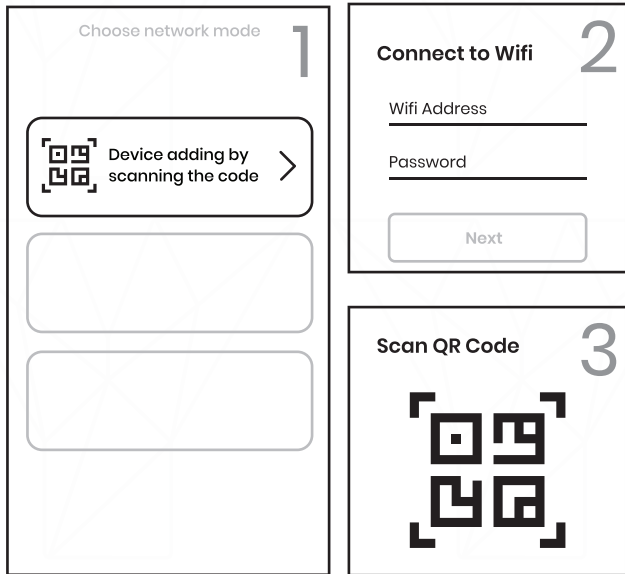 Choose network mode
1
Device adding by
scanning the code
2
Connect to Wifi
Wifi Address
Password
Next
3
Scan QR Code